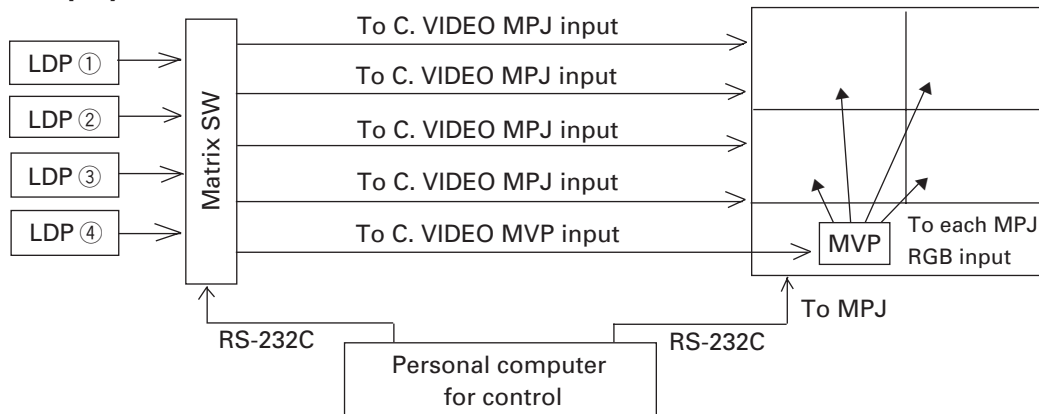 To C. VIDEO MPJ input
LDP ①
To C. VIDEO MPJ input
LDP ②
Matrix SW
To C. VIDEO MPJ input
LDP ③
To C. VIDEO MPJ input
LDP ④
To C. VIDEO MVP input
MVP
To each MPJ
RGB input
RS-232C
RS-232C
To MPJ
Personal computer
for control